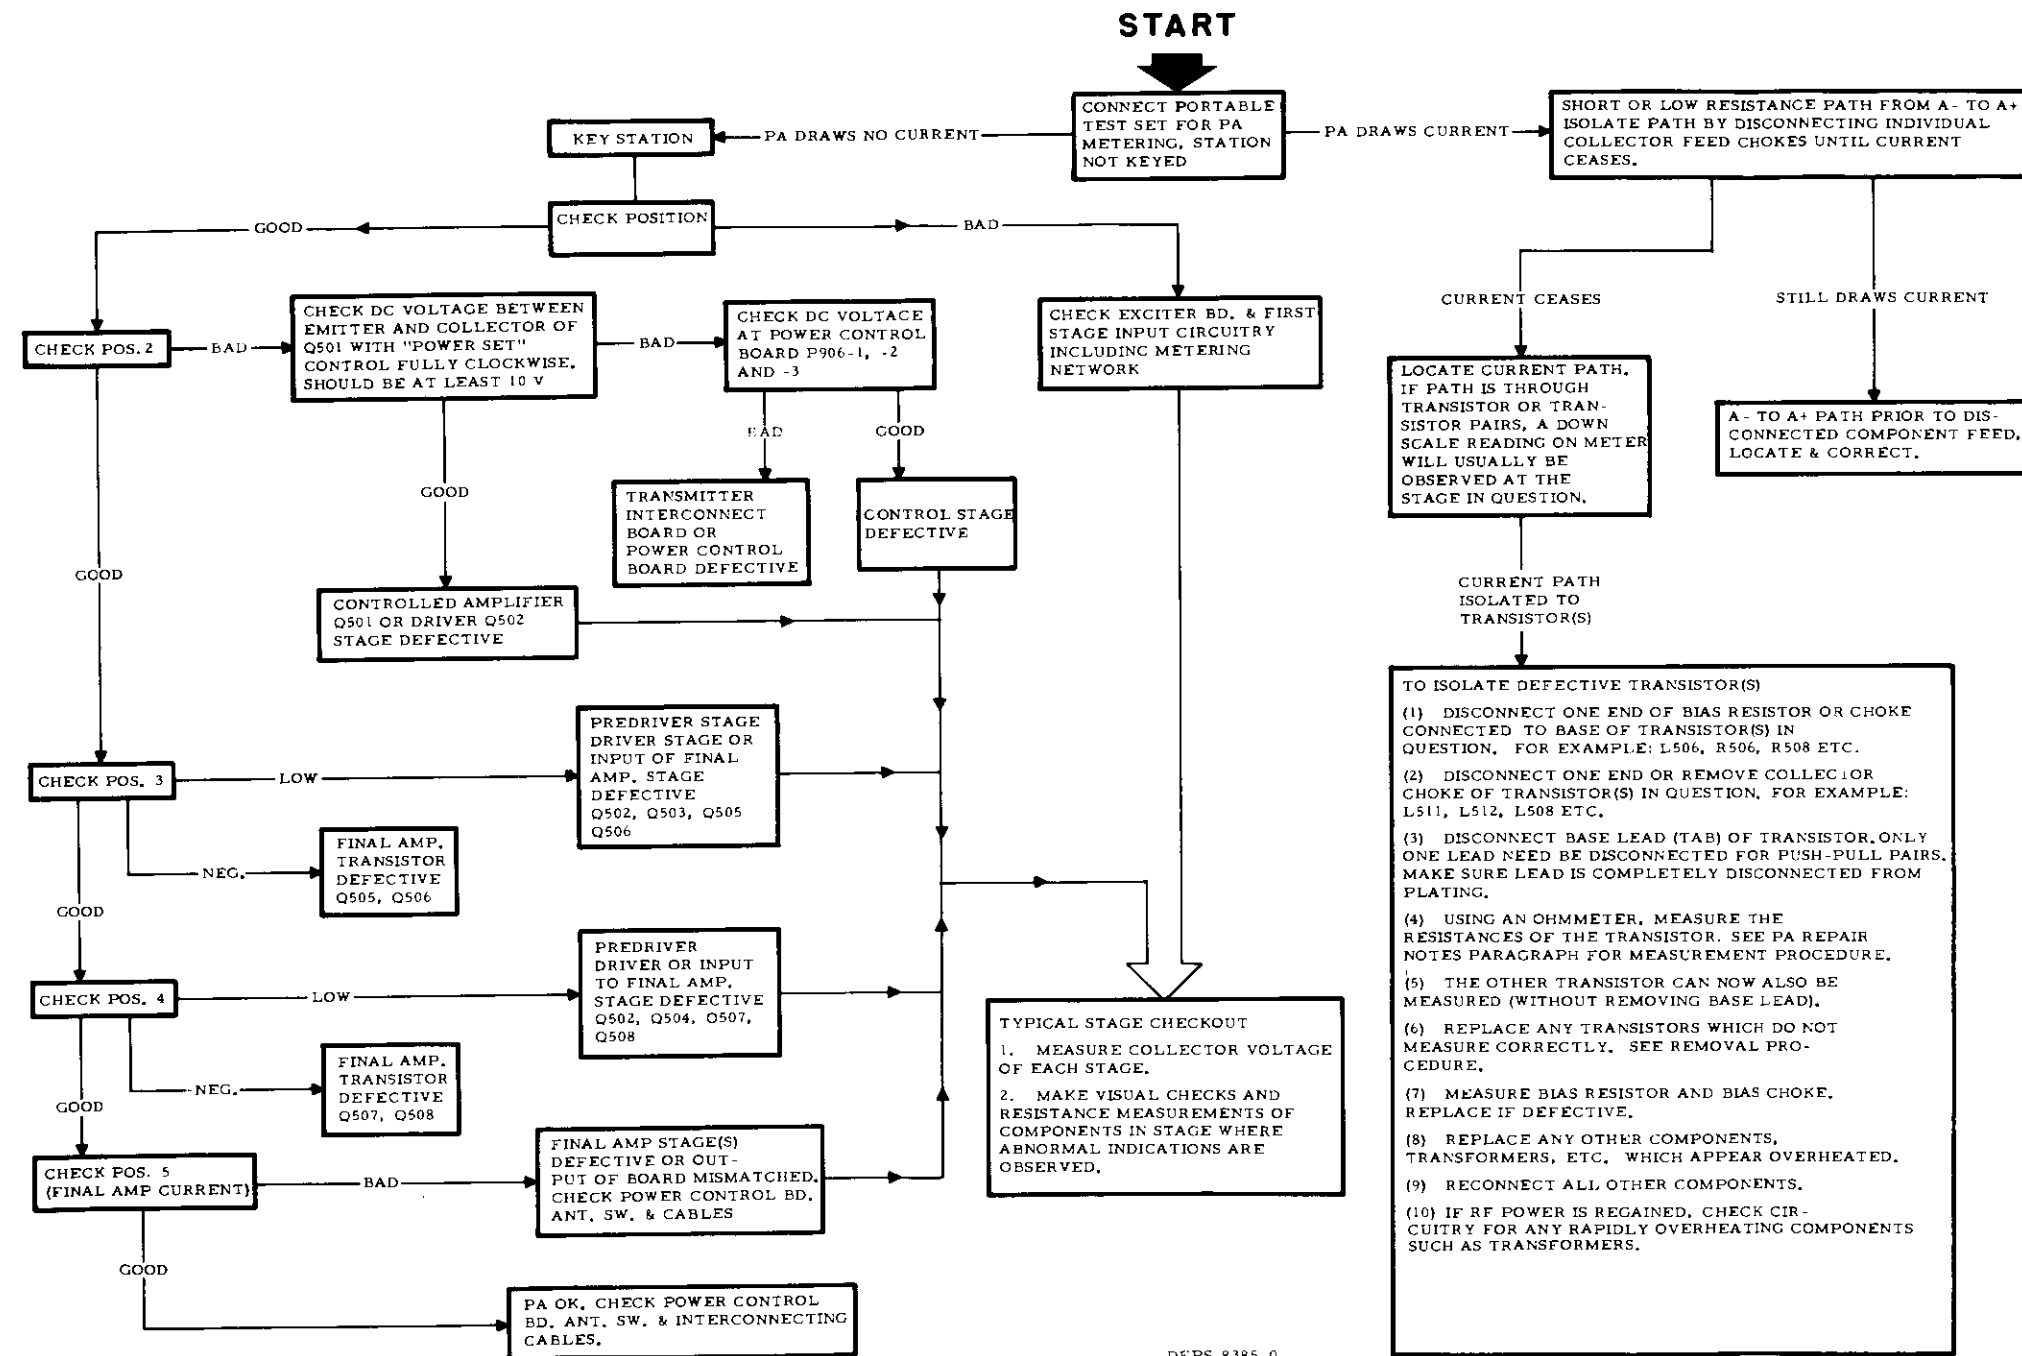 START
CONNECT PORTABLE
TEST SET FOR PA
METERING. STATION
NOT KEYED
PA DRAWS NO CURRENT
KEY STATION
PA DRAWS CURRENT
SHORT OR LOW RESISTANCE PATH FROM A- TO A+
ISOLATE PATH BY DISCONNECTING INDIVIDUAL
COLLECTOR FEED CHOKES UNTIL CURRENT
CEASES.
CHECK POSITION
GOOD
BAD
CHECK POS. 2
BAD
CHECK DC VOLTAGE BETWEEN
EMITTER AND COLLECTOR OF
Q501 WITH "POWER SET"
CONTROL FULLY CLOCKWISE.
SHOULD BE AT LEAST 10 V
BAD
CHECK DC VOLTAGE
AT POWER CONTROL
BOARD P906-1, -2
AND -3
CHECK EXCITER BD. & FIRST
STAGE INPUT CIRCUITRY
INCLUDINC METERING
NETWORK
CURRENT CEASES
STILL DRAWS CURRENT
LOCATE CURRENT PATH.
IF PATH IS THROUGH
TRANSISTOR OR TRAN-
SISTOR PAIRS, A DOWN
SCALE READING ON METER
WILL USUALLY BE
OBSERVED AT THE
STAGE IN QUESTION.
A- TO A+ PATH PRIOR TO DIS-
CONNECTED COMPONENT FEED.
LOCATE & CORRECT.
GOOD
BAD
GOOD
TRANSMITTER
INTERCONNECT
BOARD OR
POWER CONTROL
BOARD DEFECTIVE
CONTROL STAGE
DEFECTIVE
GOOD
CONTROLLED AMPLIFIER
Q501 OR DRIVER Q502
STAGE DEFECTIVE
CURRENT PATH
ISOLATED TO
TRANSISTOR(S)
CHECK POS. 3
LOW
PREDRIVER STAGE
DRIVER STAGE OR
INPUT OF FINAL
AMP. STAGE
DEFECTIVE
Q502, Q503, Q505
Q506
NEG.
FINAL AMP.
TRANSISTOR
DEFECTIVE
Q505, Q506
GOOD
CHECK POS. 4
LOW
PREDRIVER
DRIVER OR INPUT
TO FINAL AMP.
STAGE DEFECTIVE
Q502, Q504, Q507,
Q508
NEG.
FINAL AMP.
TRANSISTOR
DEFECTIVE
Q507, Q508
GOOD
CHECK POS. 5
(FINAL AMP CURRENT)
BAD
FINAL AMP STAGE(S)
DEFECTIVE OR OUT-
PUT OF BOARD MISMATCHED.
CHECK POWER CONTROL BD.
ANT. SW. & CABLES
GOOD
PA OK. CHECK POWER CONTROL
BD. ANT. SW. & INTERCONNECTING
CABLES.
TYPICAL STAGE CHECKOUT
1. MEASURE COLLECTOR VOLTAGE
OF EACH STAGE.
2. MAKE VISUAL CHECKS AND
RESISTANCE MEASUREMENTS OF
COMPONENTS IN STAGE WHERE
ABNORMAL INDICATIONS ARE
OBSERVED.
TO ISOLATE DEFECTIVE TRANSISTOR(S)
(1) DISCONNECT ONE END OF BIAS RESISTOR OR CHOKE
CONNECTED TO BASE OF TRANSISTOR(S) IN
QUESTION. FOR EXAMPLE: L506, R506, R508 ETC.
(2) DISCONNECT ONE END OR REMOVE COLLECTOR
CHOKE OF TRANSISTOR(S) IN QUESTION. FOR EXAMPLE:
L511, L512, L508 ETC.
(3) DISCONNECT BASE LEAD (TAB) OF TRANSISTOR. ONLY
ONE LEAD NEED BE DISCONNECTED FOR PUSH-PULL PAIRS.
MAKE SURE LEAD IS COMPLETELY DISCONNECTED FROM
PLATING.
(4) USING AN OHMMETER, MEASURE THE
RESISTANCES OF THE TRANSISTOR. SEE PA REPAIR
NOTES PARAGRAPH FOR MEASUREMENT PROCEDURE.
(5) THE OTHER TRANSISTOR CAN NOW ALSO BE
MEASURED (WITHOUT REMOVING BASE LEAD).
(6) REPLACE ANY TRANSISTORS WHICH DO NOT
MEASURE CORRECTLY. SEE REMOVAL PRO-
CEDURE.
(7) MEASURE BIAS RESISTOR AND BIAS CHOKE.
REPLACE IF DEFECTIVE.
(8) REPLACE ANY OTHER COMPONENTS,
TRANSFORMERS, ETC. WHICH APPEAR OVERHEATED.
(9) RECONNECT ALL OTHER COMPONENTS.
(10) IF RF POWER IS REGAINED, CHECK CIR-
CUITRY FOR ANY RAPIDLY OVERHEATING COMPONENTS
SUCH AS TRANSFORMERS.